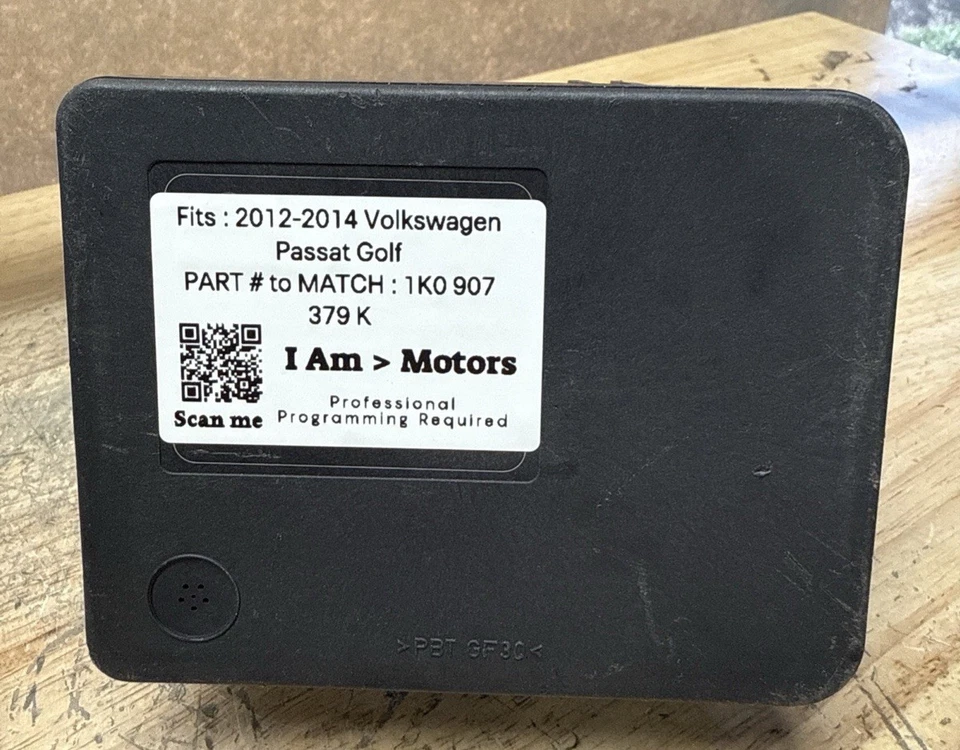 Fits : 2012-2014 Volkswagen
Passat Golf
PART # to MATCH : 1K0 907
379 K
I Am > Motors
Professional
Scan me Programming Required
>PBT GF30<